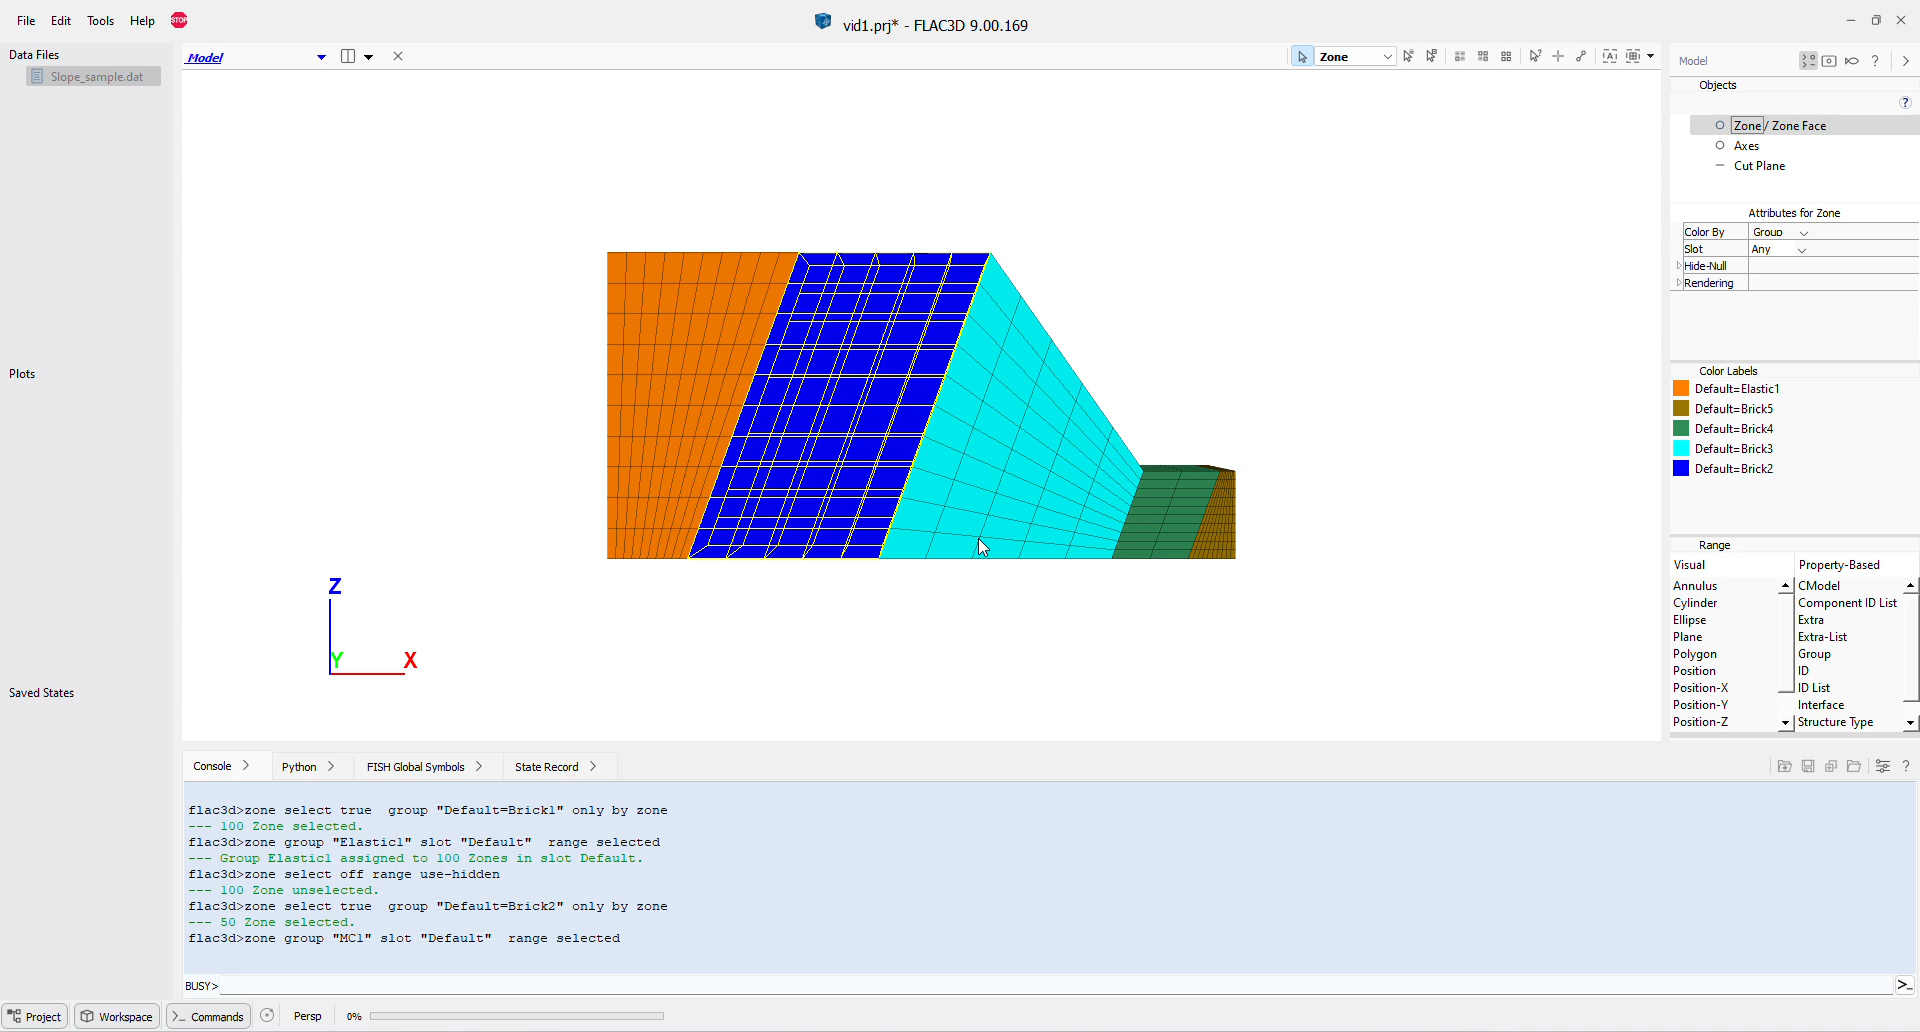 File Edit Tools Help STOP vid1.prj* - FLAC3D 9.00.169
Data Files
Slope_sample.dat
Plots
Saved States
Model
Zone
Z
Y X
Model
Objects
Zone / Zone Face
Axes
Cut Plane
Attributes for Zone
Color By Group
Slot Any
Hide-Null
Rendering
Color Labels
Default=Elastic1
Default=Brick5
Default=Brick4
Default=Brick3
Default=Brick2
Range
Visual Property-Based
Annulus CModel
Cylinder Component ID List
Ellipse Extra
Plane Extra-List
Polygon Group
Position ID
Position-X ID List
Position-Y Interface
Position-Z Structure Type
Console Python FISH Global Symbols State Record
flac3d>zone select true  group "Default=Brick1" only by zone
--- 100 Zone selected.
flac3d>zone group "Elastic1" slot "Default"  range selected
--- Group Elastic1 assigned to 100 Zones in slot Default.
flac3d>zone select off range use-hidden
--- 100 Zone unselected.
flac3d>zone select true  group "Default=Brick2" only by zone
--- 50 Zone selected.
flac3d>zone group "MC1" slot "Default"  range selected
BUSY>
Project Workspace Commands Persp 0%